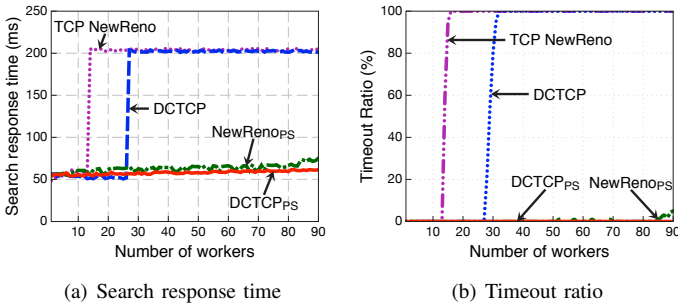 Search response time (ms)
250
200
150
100
50
0
TCP NewReno
DCTCP
NewRenoPS
DCTCPPS
10 20 30 40 50 60 70 80 90
Number of workers
(a) Search response time
Timeout Ratio (%)
100
80
60
40
20
0
TCP NewReno
DCTCP
DCTCPPS
NewRenoPS
10 20 30 40 50 60 70 80 90
Number of workers
(b) Timeout ratio